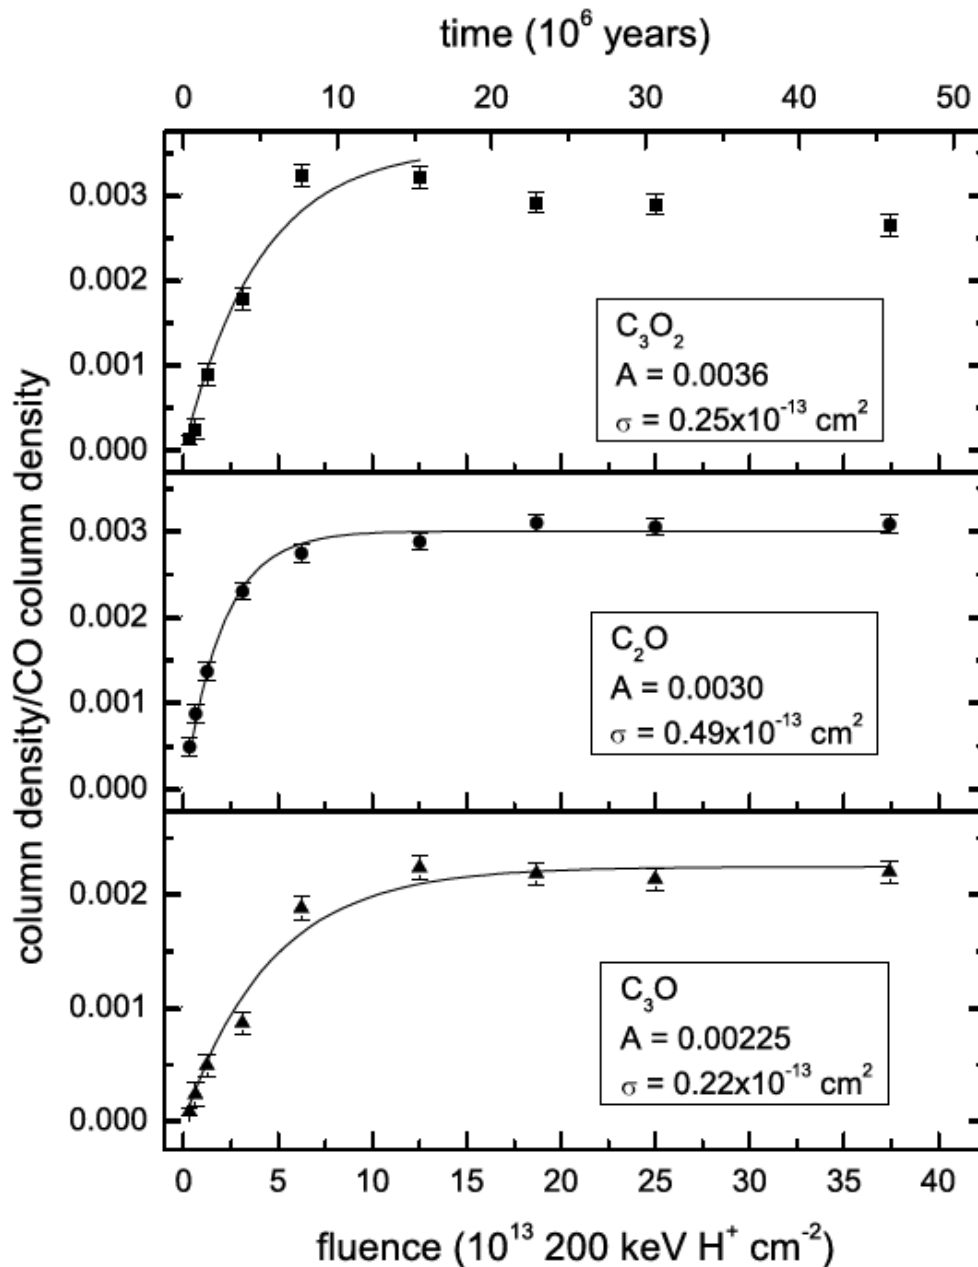 time (10⁶ years)
0 10 20 30 40 50
0.003
0.002
0.001
0.000
C₃O₂
A = 0.0036
σ = 0.25x10⁻¹³ cm²
0.003
0.002
0.001
0.000
C₂O
A = 0.0030
σ = 0.49x10⁻¹³ cm²
column density/CO column density
0.002
0.001
0.000
C₃O
A = 0.00225
σ = 0.22x10⁻¹³ cm²
0 5 10 15 20 25 30 35 40
fluence (10¹³ 200 keV H⁺ cm⁻²)